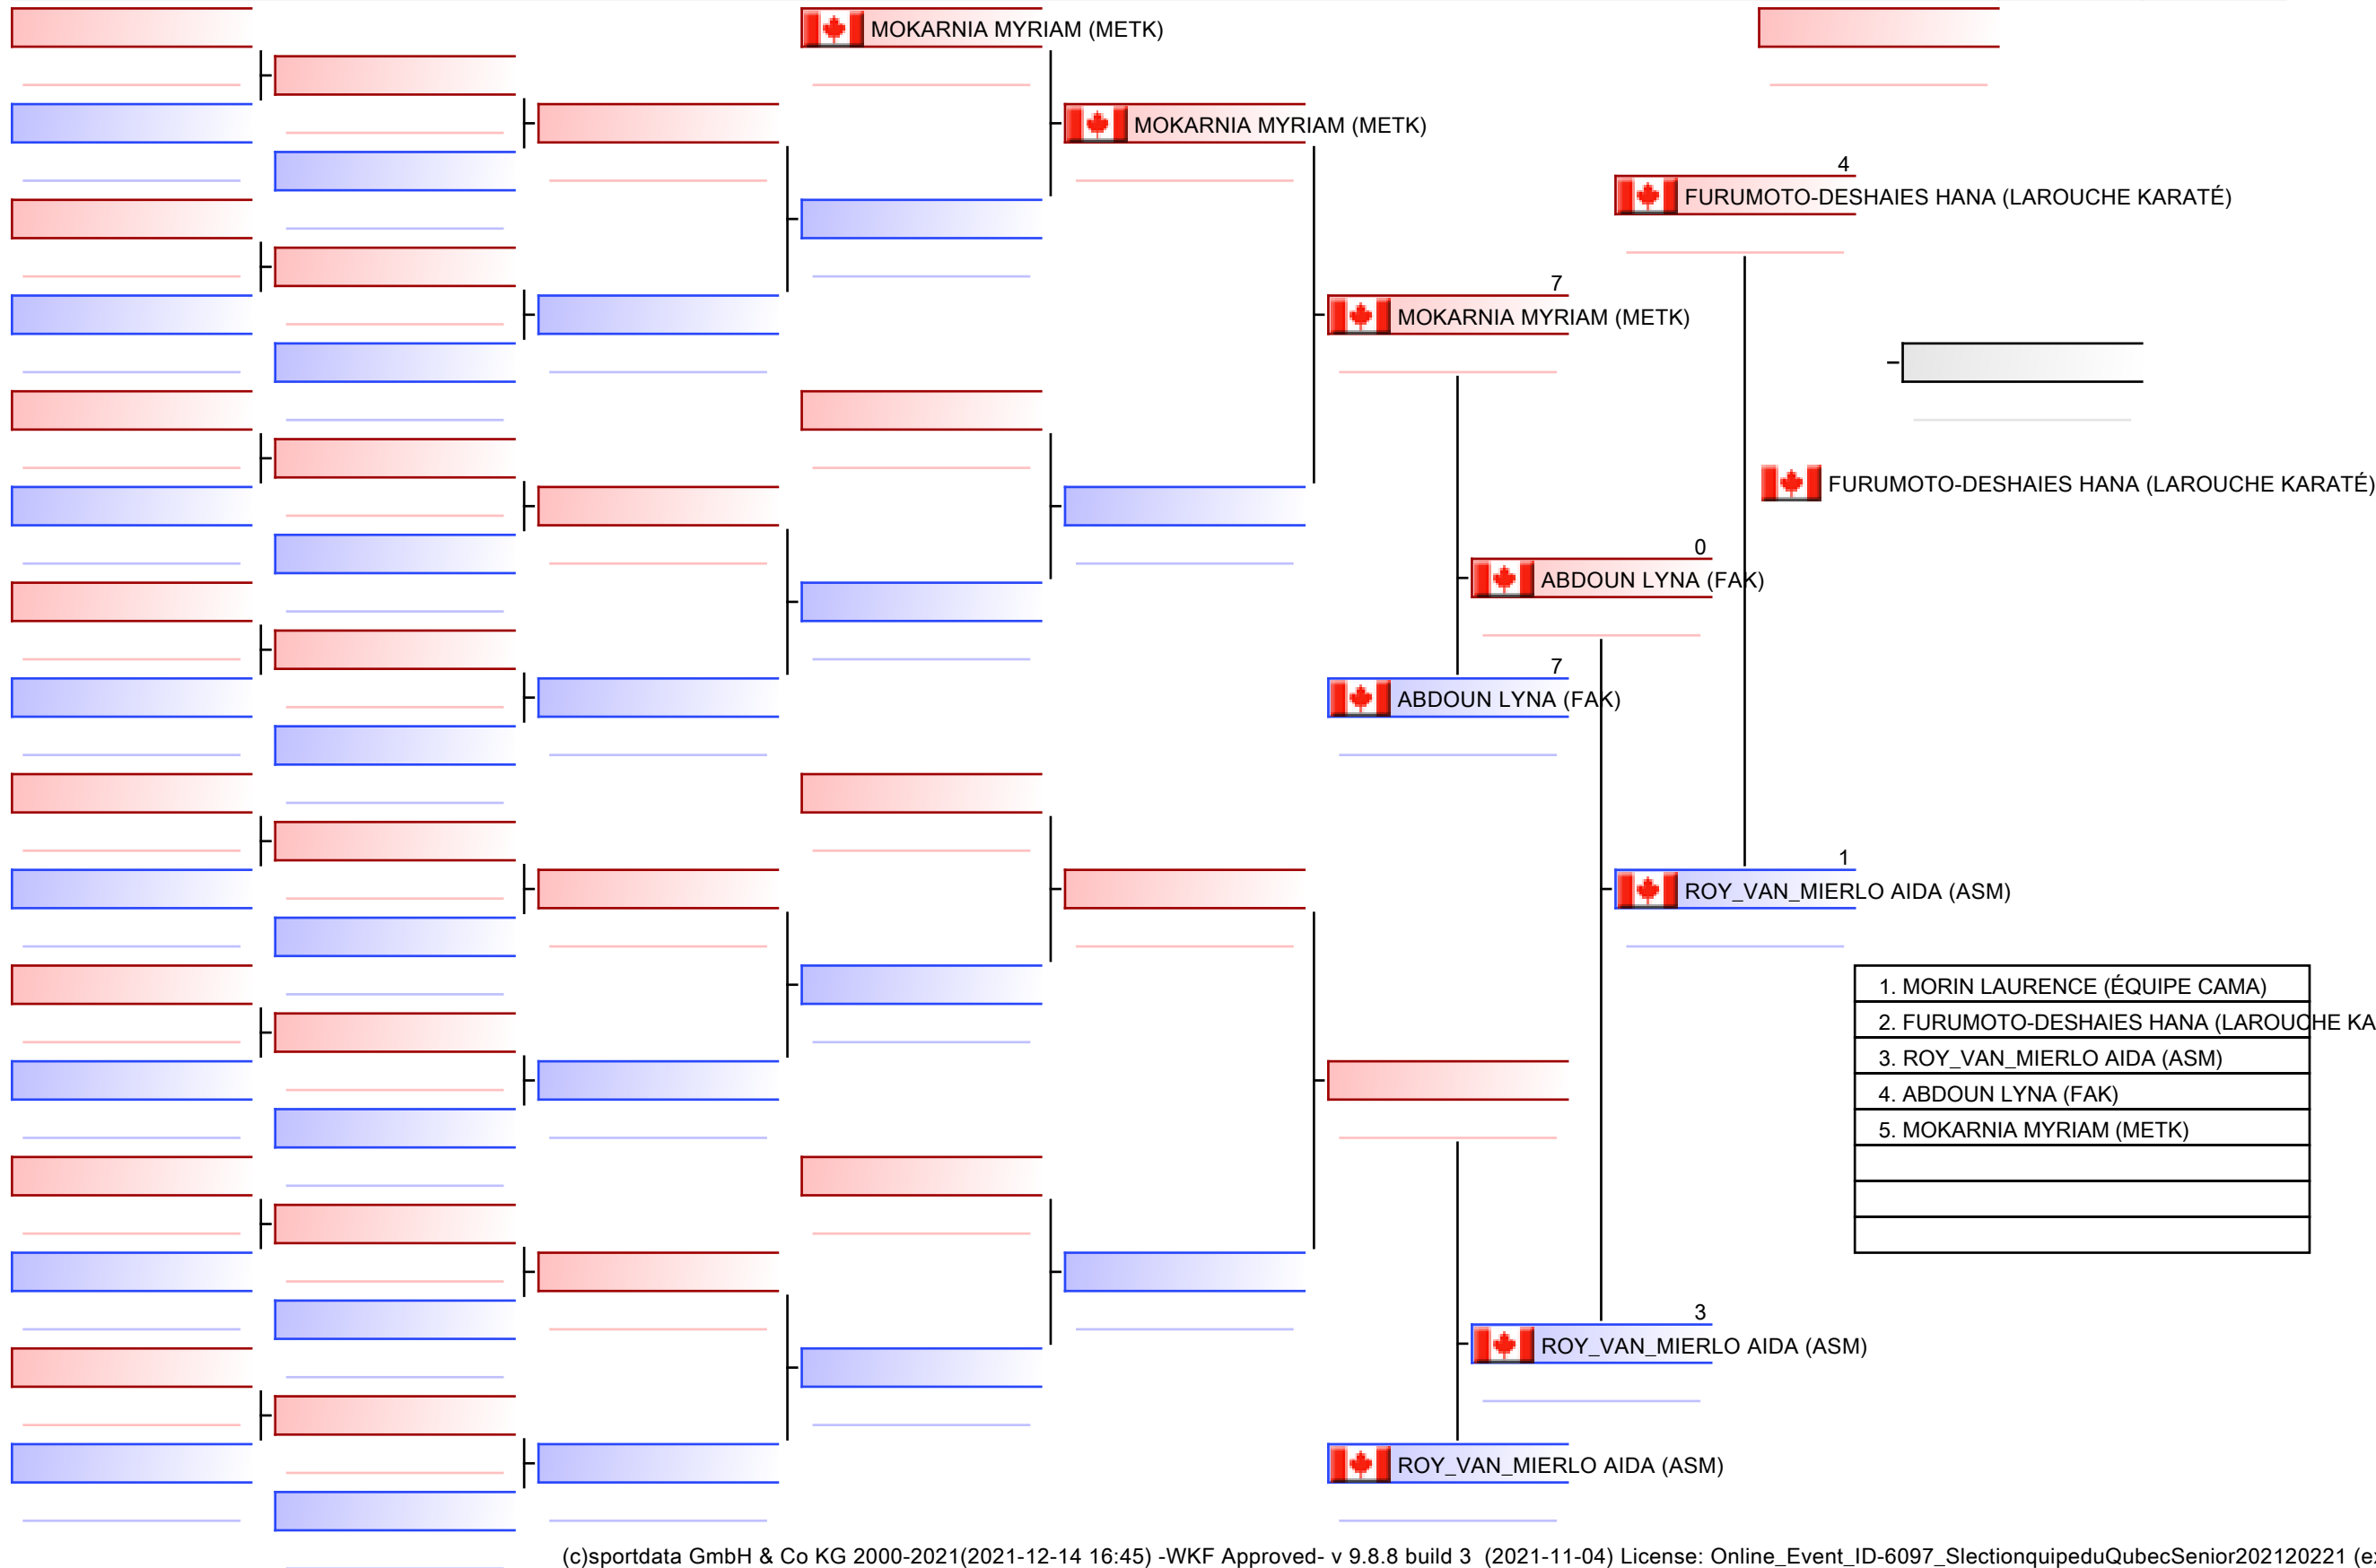 MOKARNIA MYRIAM (METK)
MOKARNIA MYRIAM (METK)
4
FURUMOTO-DESHAIES HANA (LAROUCHE KARATÉ)
7
MOKARNIA MYRIAM (METK)
FURUMOTO-DESHAIES HANA (LAROUCHE KARATÉ)
0
ABDOUN LYNA (FAK)
7
ABDOUN LYNA (FAK)
1
ROY_VAN_MIERLO AIDA (ASM)
1. MORIN LAURENCE (ÉQUIPE CAMA)
2. FURUMOTO-DESHAIES HANA (LAROUCHE KA
3. ROY_VAN_MIERLO AIDA (ASM)
4. ABDOUN LYNA (FAK)
5. MOKARNIA MYRIAM (METK)
3
ROY_VAN_MIERLO AIDA (ASM)
ROY_VAN_MIERLO AIDA (ASM)
(c)sportdata GmbH & Co KG 2000-2021(2021-12-14 16:45) -WKF Approved- v 9.8.8 build 3 (2021-11-04) License: Online_Event_ID-6097_SlectionquipeduQubecSenior202120221 (e